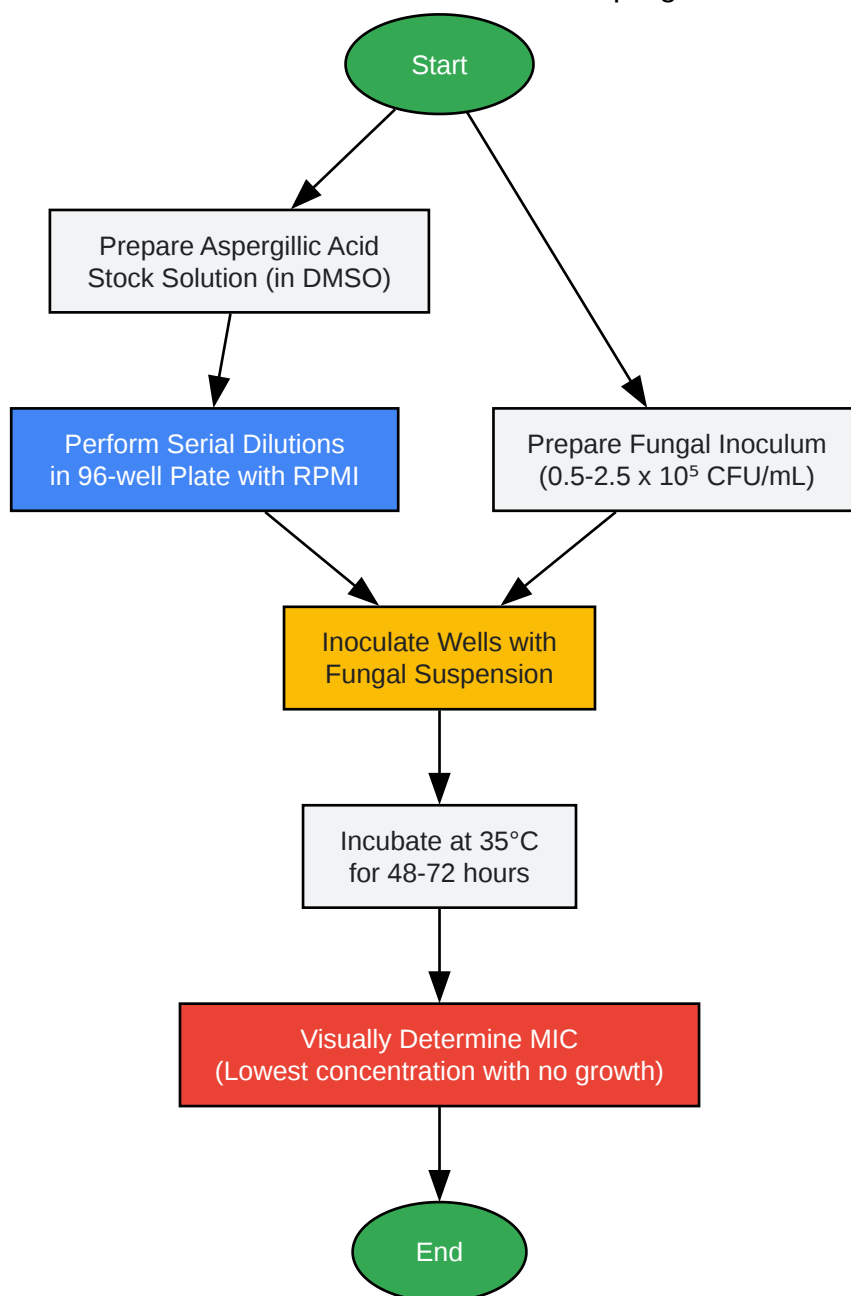 Start
Prepare Aspergillic Acid
Stock Solution (in DMSO)
Perform Serial Dilutions
in 96-well Plate with RPMI
Prepare Fungal Inoculum
(0.5-2.5 x 10⁵ CFU/mL)
Inoculate Wells with
Fungal Suspension
Incubate at 35°C
for 48-72 hours
Visually Determine MIC
(Lowest concentration with no growth)
End